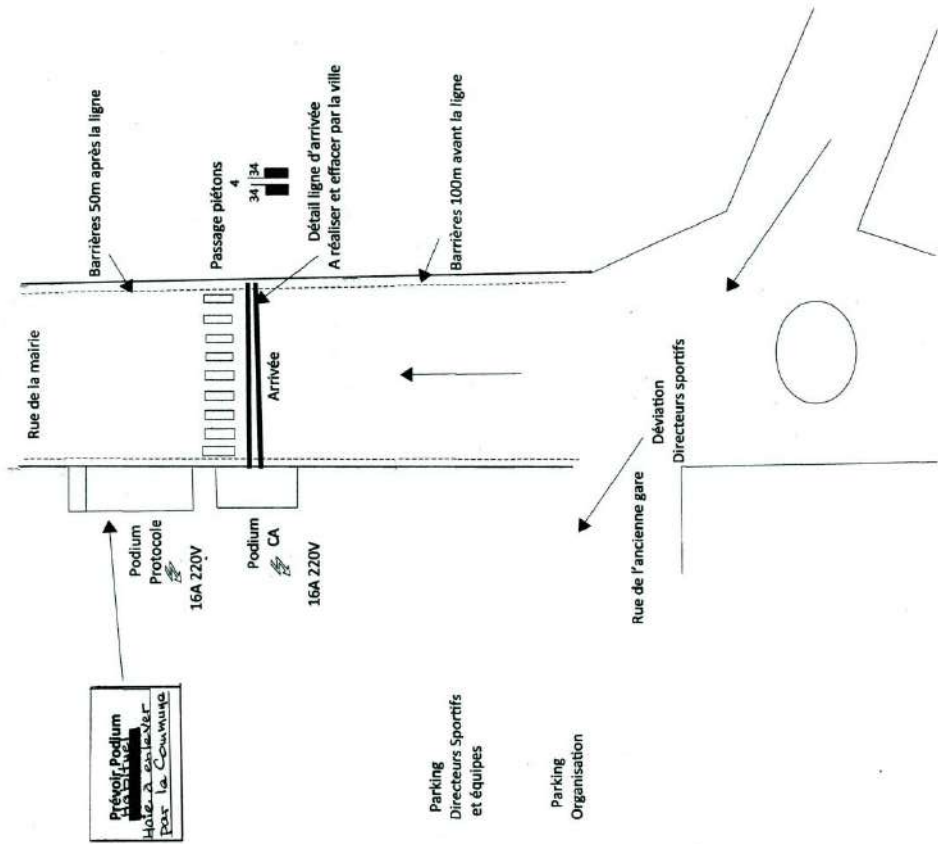 Prévoir Podium
Habituel
Haie à enlever
par la Commune
Podium
Protocole
16A 220V
Podium
CA
16A 220V
Rue de la mairie
Barrières 50m après la ligne
Passage piétons
4
34 34
Détail ligne d'arrivée
A réaliser et effacer par la ville
Arrivée
Barrières 100m avant la ligne
Déviation
Directeurs sportifs
Rue de l'ancienne gare
Parking
Directeurs Sportifs
et équipes
Parking
Organisation